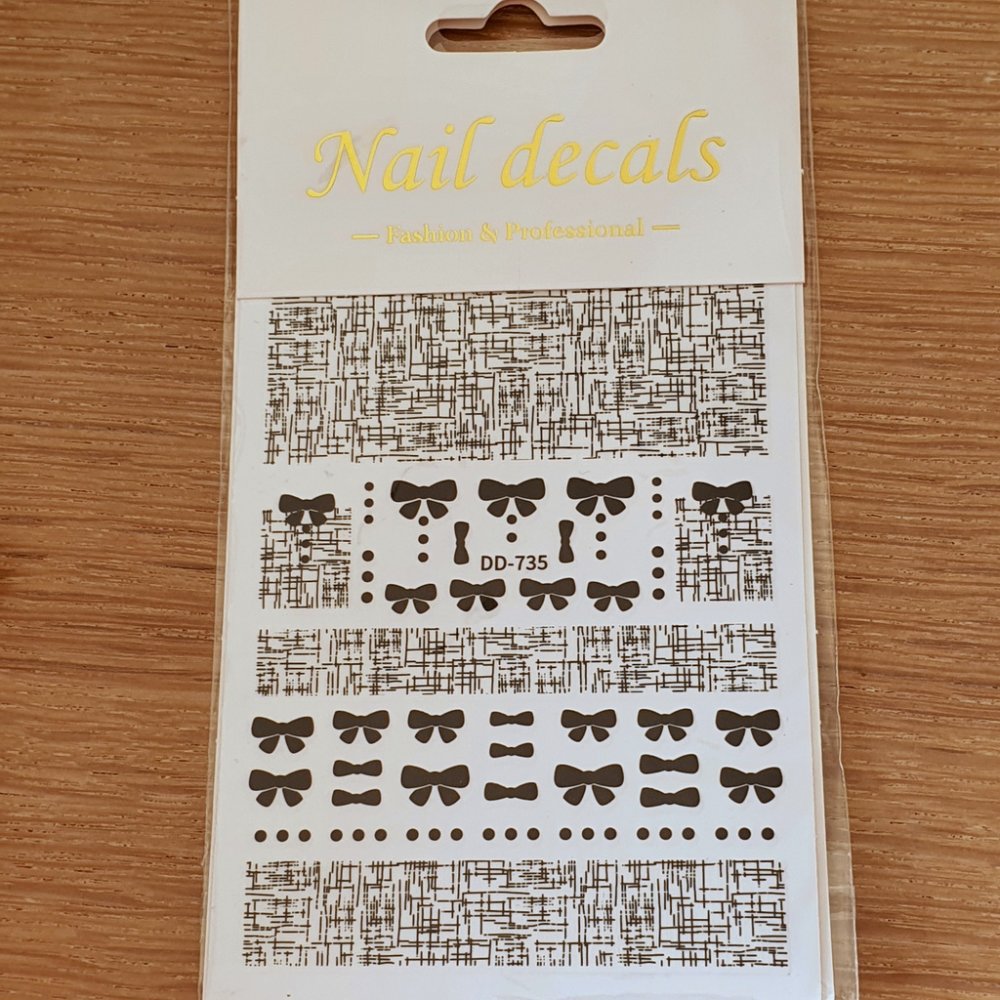 Nail decals
— Fashion & Professional —
DD-735